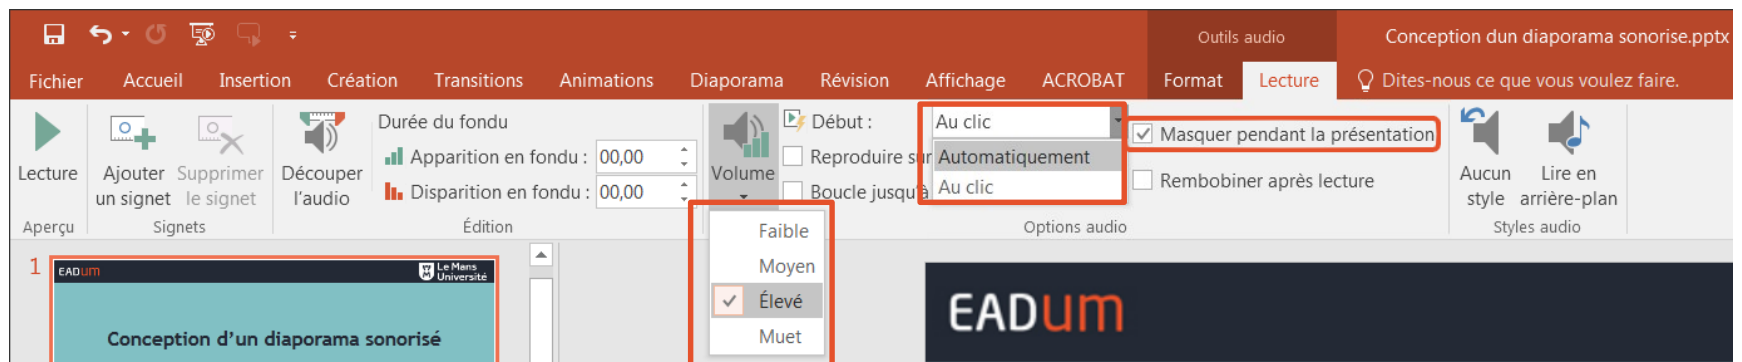 Outils audio
Conception dun diaporama sonorise.pptx
Fichier Accueil Insertion Création Transitions Animations Diaporama Révision Affichage ACROBAT Format Lecture Dites-nous ce que vous voulez faire.
Lecture
Ajouter
un signet
Supprimer
le signet
Découper
l'audio
Durée du fondu
Apparition en fondu : 00,00
Disparition en fondu : 00,00
Volume
Début :
Reproduire sur
Boucle jusqu'à
Au clic
Automatiquement
Au clic
Masquer pendant la présentation
Rembobiner après lecture
Aucun
style
Lire en
arrière-plan
Aperçu Signets Édition Options audio Styles audio
Faible
Moyen
Élevé
Muet
1
EADum
Le Mans
Université
Conception d'un diaporama sonorisé
EADum